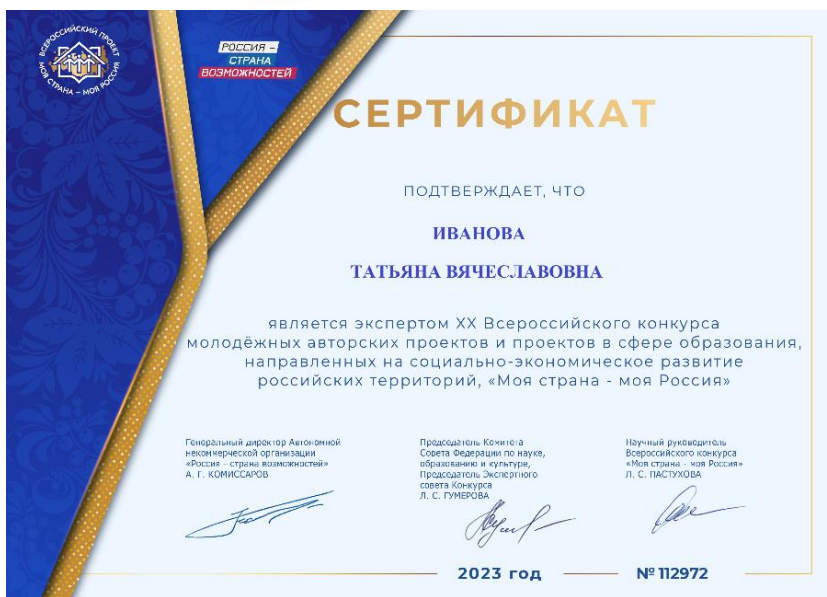 ВСЕРОССИЙСКИЙ ПРОЕКТ
МОЯ СТРАНА – МОЯ РОССИЯ
РОССИЯ –
СТРАНА
ВОЗМОЖНОСТЕЙ
СЕРТИФИКАТ
ПОДТВЕРЖДАЕТ, ЧТО
ИВАНОВА
ТАТЬЯНА ВЯЧЕСЛАВОВНА
является экспертом XX Всероссийского конкурса
молодёжных авторских проектов и проектов в сфере образования,
направленных на социально-экономическое развитие
российских территорий, «Моя страна - моя Россия»
Генеральный директор Автономной
некоммерческой организации
«Россия - страна возможностей»
А. Г. КОМИССАРОВ
Председатель Комитета
Совета Федерации по науке,
образованию и культуре,
Председатель Экспертного
совета Конкурса
Л. С. ГУМЕРОВА
Научный руководитель
Всероссийского конкурса
«Моя страна - моя Россия»
Л. С. ПАСТУХОВА
2023 год
№ 112972